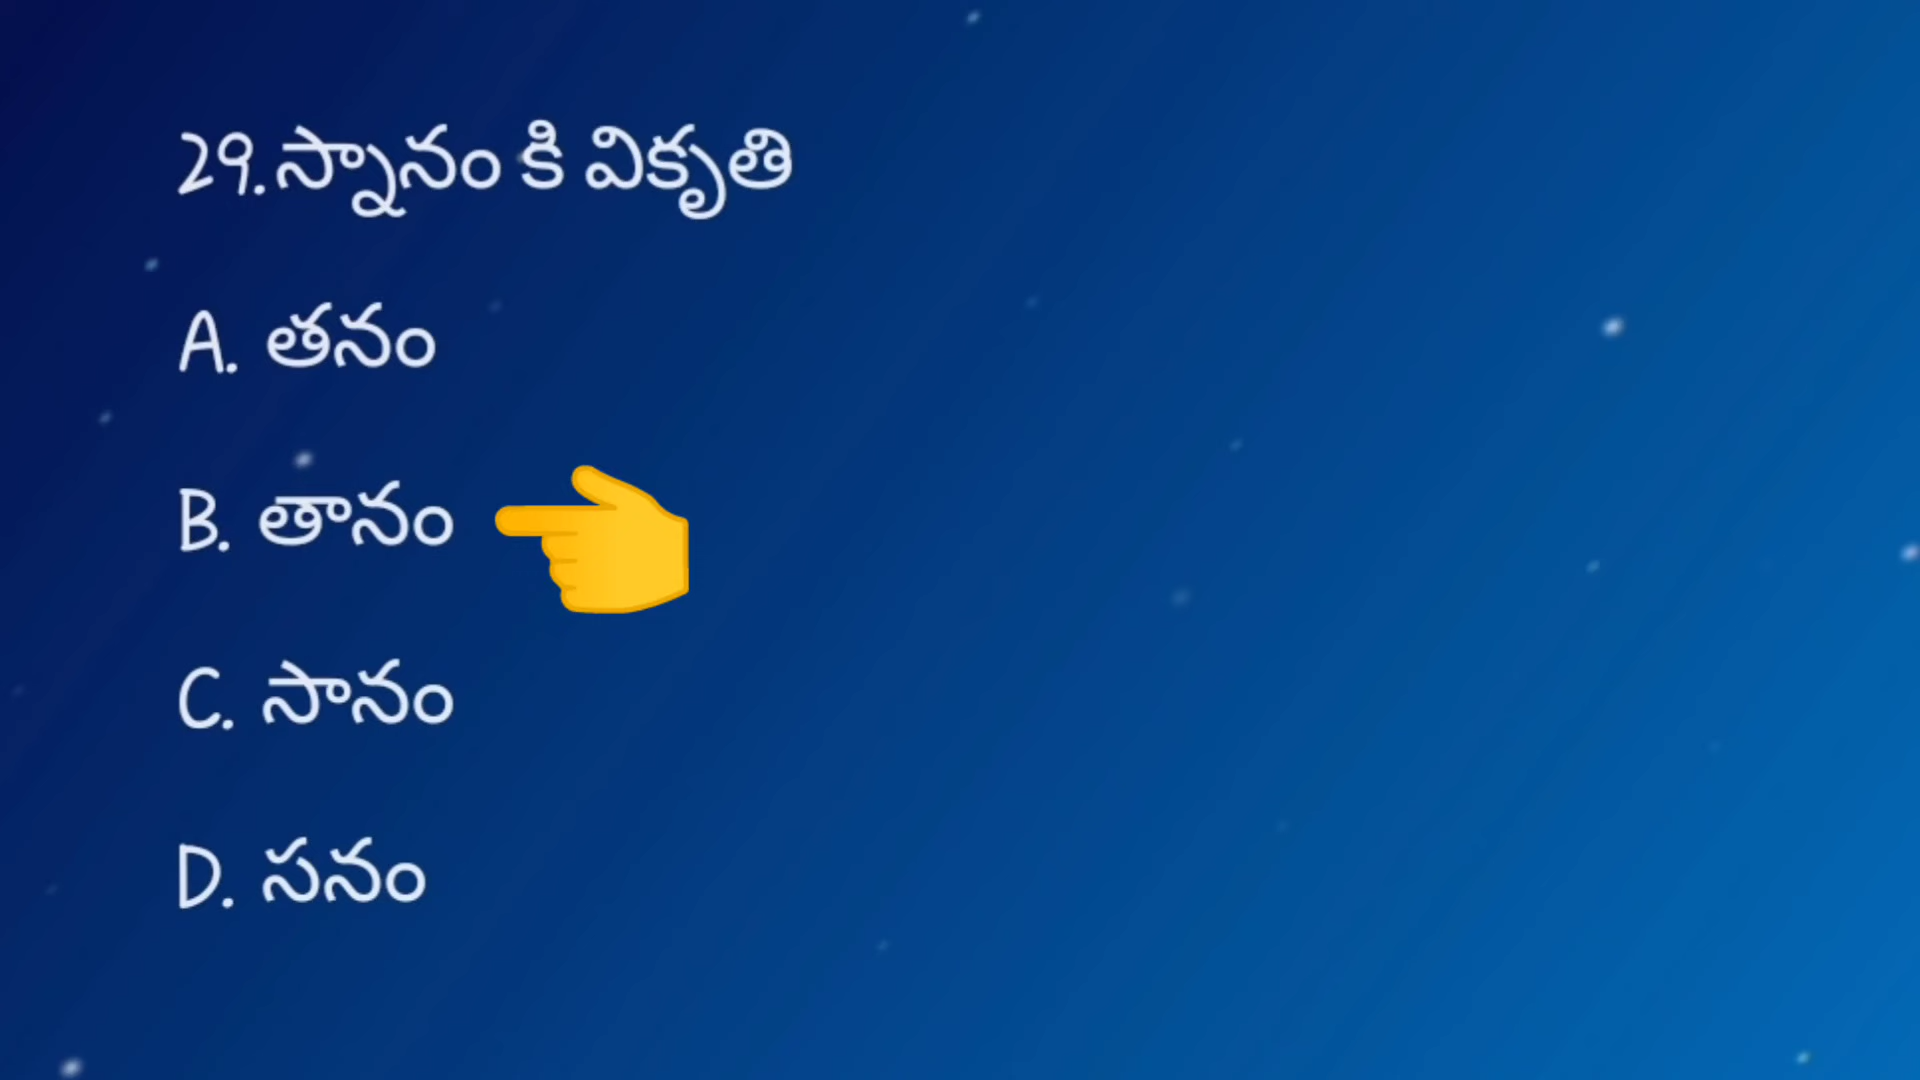 29.స్నానం కి వికృతి
A. తనం
B. తానం
C. సానం
D. సనం